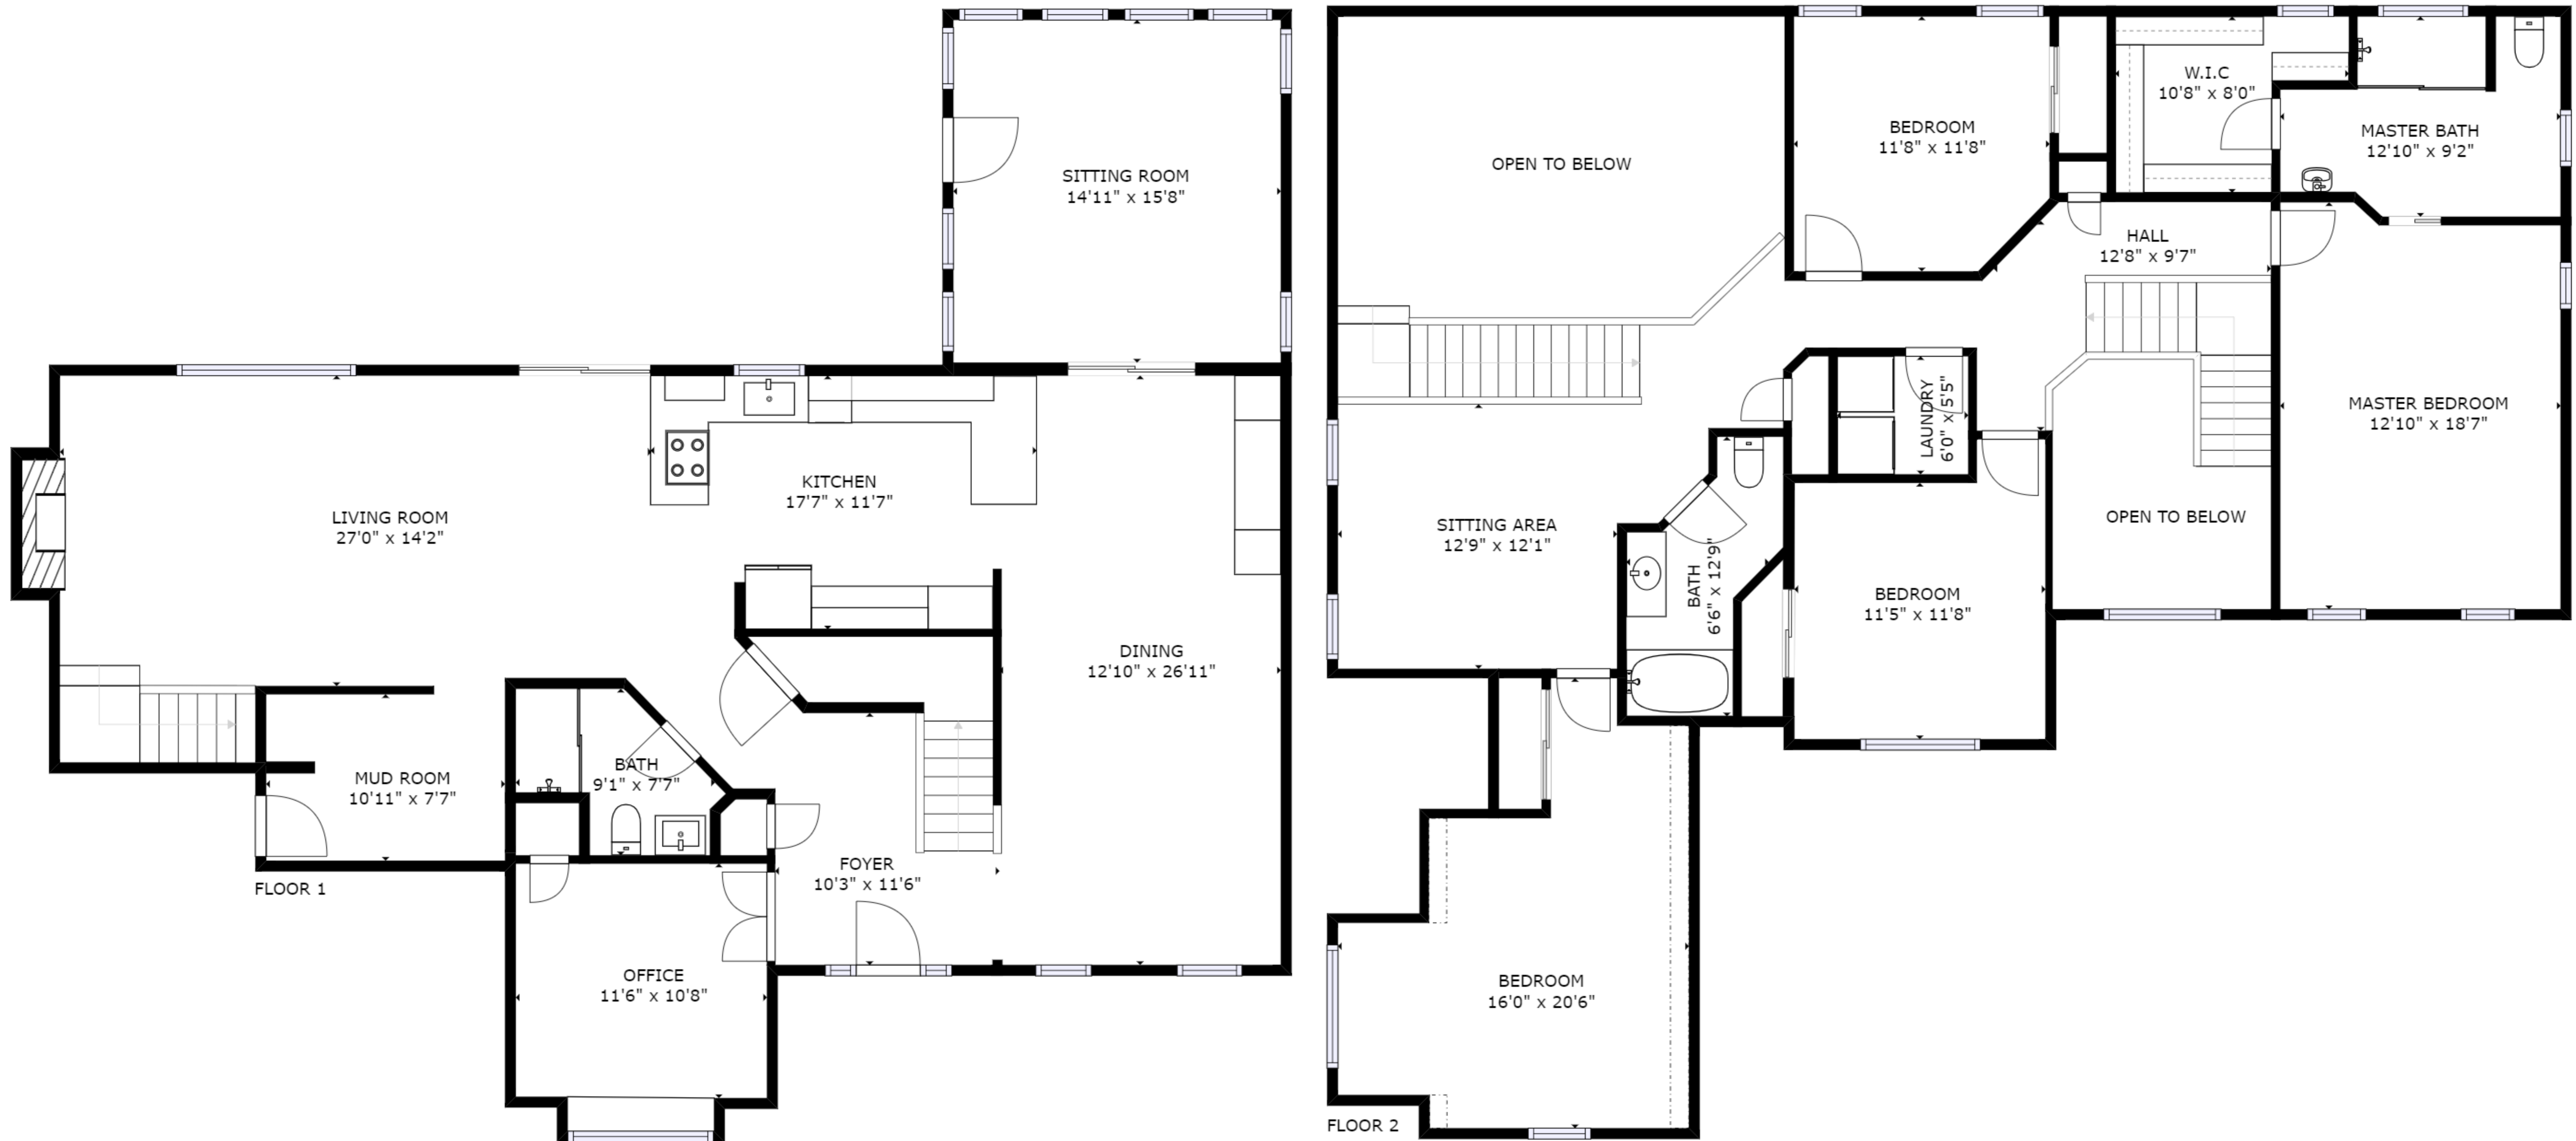 SITTING ROOM
14'11" x 15'8"
KITCHEN
17'7" x 11'7"
LIVING ROOM
27'0" x 14'2"
DINING
12'10" x 26'11"
BATH
9'1" x 7'7"
MUD ROOM
10'11" x 7'7"
FOYER
10'3" x 11'6"
FLOOR 1
OFFICE
11'6" x 10'8"
W.I.C
10'8" x 8'0"
BEDROOM
11'8" x 11'8"
MASTER BATH
12'10" x 9'2"
OPEN TO BELOW
HALL
12'8" x 9'7"
MASTER BEDROOM
12'10" x 18'7"
LAUNDRY
6'0" x 5'5"
OPEN TO BELOW
SITTING AREA
12'9" x 12'1"
BATH
6'6" x 12'9"
BEDROOM
11'5" x 11'8"
BEDROOM
16'0" x 20'6"
FLOOR 2